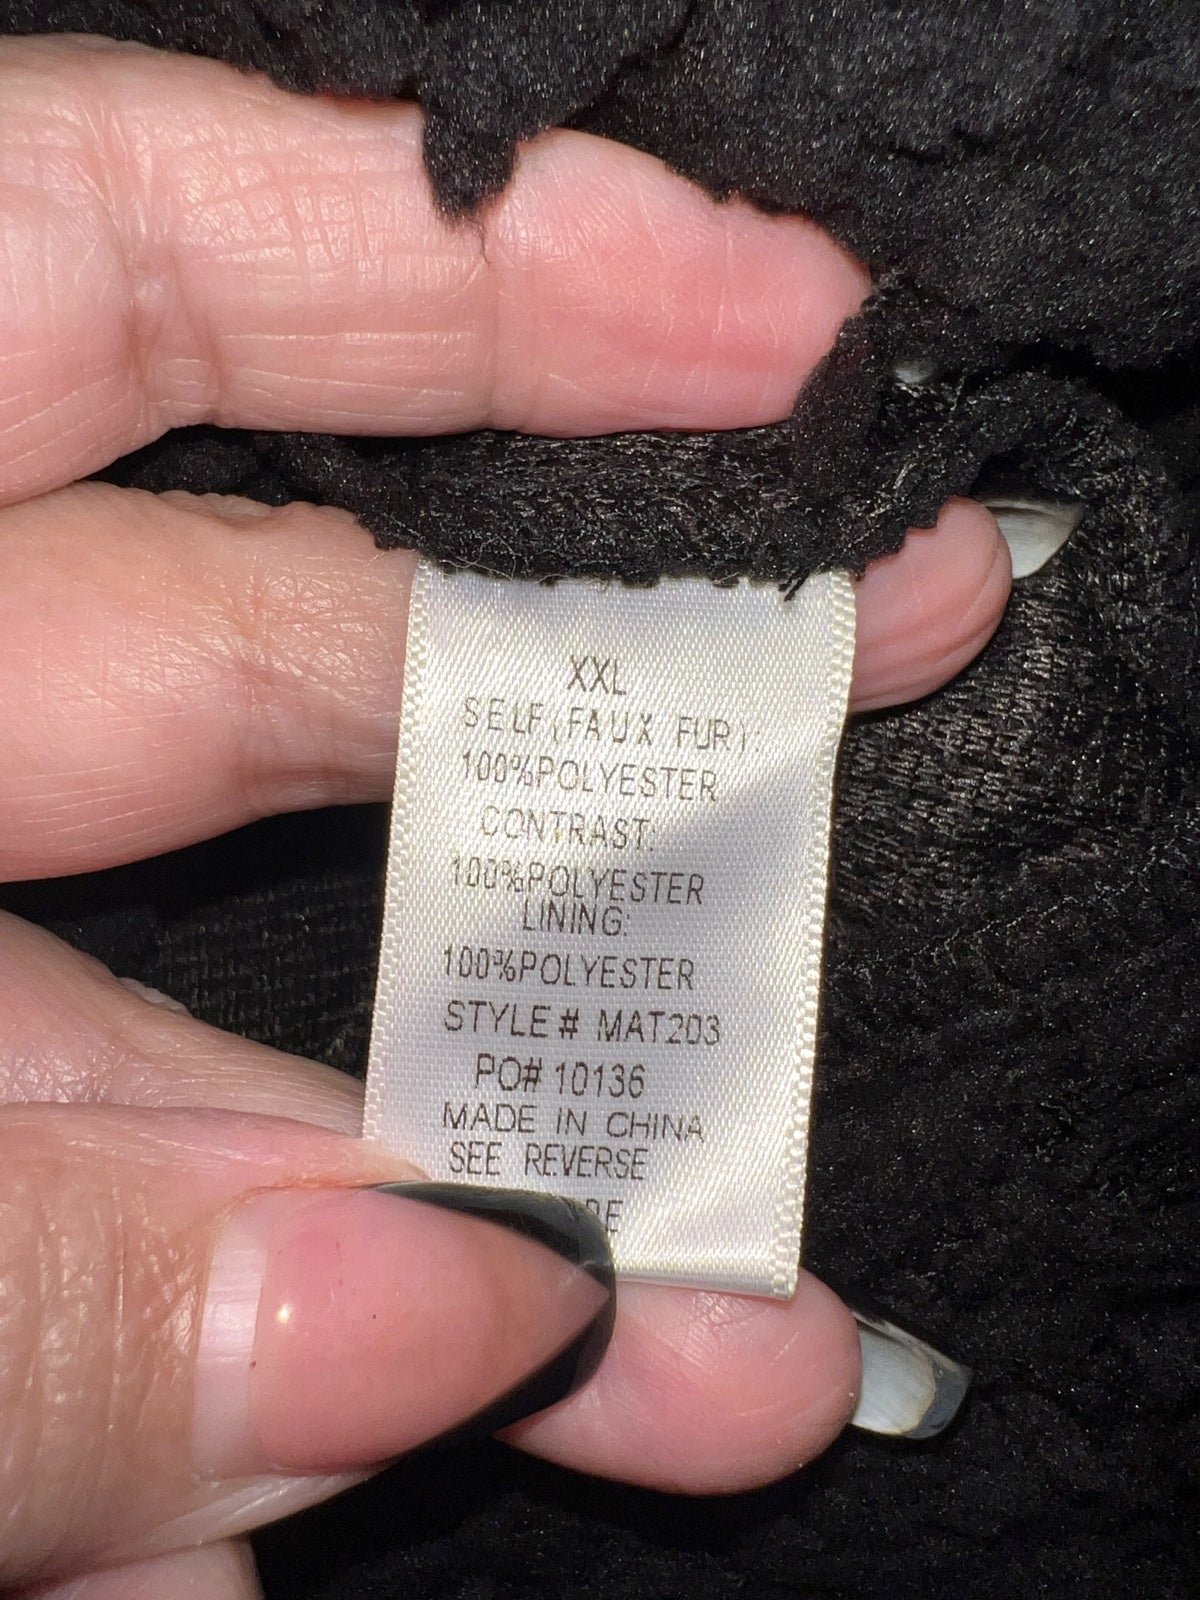 XXL
SELF(FAUX FUR):
100%POLYESTER
CONTRAST:
100%POLYESTER
LINING:
100%POLYESTER
STYLE# MAT203
PO# 10136
MADE IN CHINA
SEE REVERSE